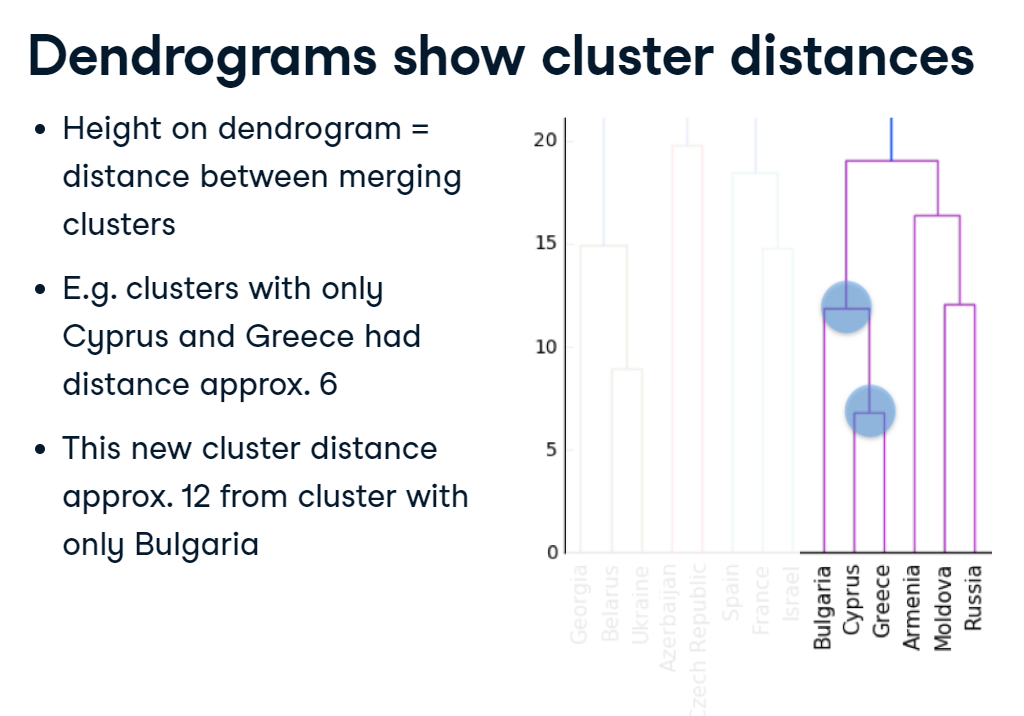 Dendrograms show cluster distances
• Height on dendrogram =
distance between merging
clusters
• E.g. clusters with only
Cyprus and Greece had
distance approx. 6
• This new cluster distance
approx. 12 from cluster with
only Bulgaria
20
15
10
5
0
Georgia
Belarus
Ukraine
Azerbaijan
Czech Republic
Spain
France
Israel
Bulgaria
Cyprus
Greece
Armenia
Moldova
Russia